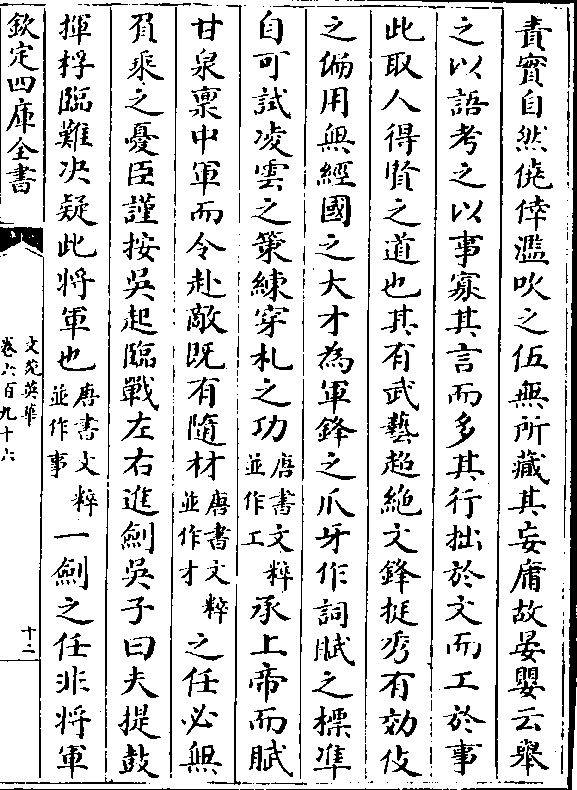 責實自然僥倖濫吹之伍無所藏其妄庸故晏嬰云舉
之以語考之以事寡其言而多其行拙於文而工於事
此取人得賢之道也其有武藝超絶文鋒挺秀有効伎
之偏用無經國之大才為軍鋒之爪牙作詞賦之標凖
自可試凌雲之策練穿札之功唐書文粹並作工承上帝而賦
甘泉禀中軍而令赴敵既有隨材唐書文粹並作才之任必無
負乘之憂臣謹按吳起臨戰左右進劍吳子曰夫提鼓
揮桴臨難决疑此將軍也唐書文粹並作事一劍之任非將軍
欽定四庫全書
文苑英華
卷六百九十六
十二